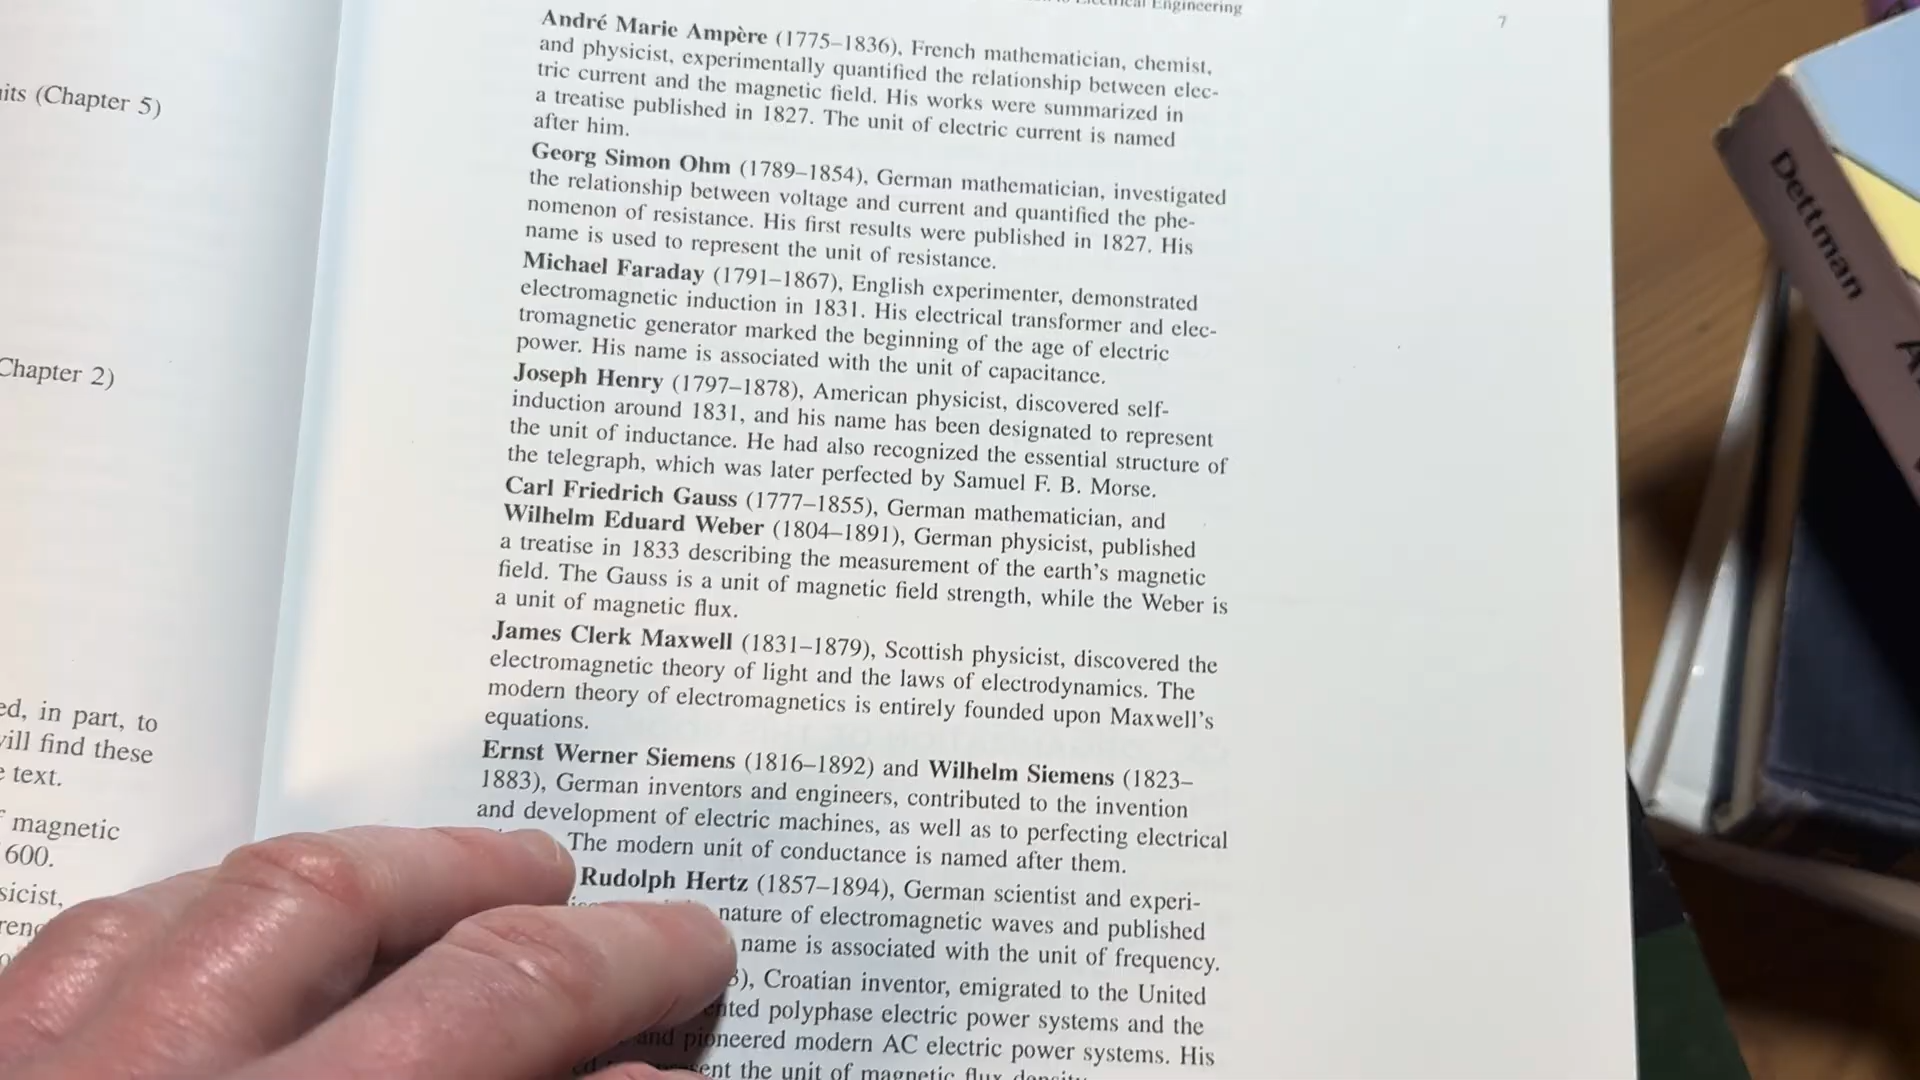 Electrical Engineering
7
its (Chapter 5)
Chapter 2)
ed, in part, to
will find these
e text.
magnetic
600.
sicist,
André Marie Ampère (1775–1836), French mathematician, chemist,
and physicist, experimentally quantified the relationship between elec-
tric current and the magnetic field. His works were summarized in
a treatise published in 1827. The unit of electric current is named
after him.
Georg Simon Ohm (1789–1854), German mathematician, investigated
the relationship between voltage and current and quantified the phe-
nomenon of resistance. His first results were published in 1827. His
name is used to represent the unit of resistance.
Michael Faraday (1791–1867), English experimenter, demonstrated
electromagnetic induction in 1831. His electrical transformer and elec-
tromagnetic generator marked the beginning of the age of electric
power. His name is associated with the unit of capacitance.
Joseph Henry (1797–1878), American physicist, discovered self-
induction around 1831, and his name has been designated to represent
the unit of inductance. He had also recognized the essential structure of
the telegraph, which was later perfected by Samuel F. B. Morse.
Carl Friedrich Gauss (1777–1855), German mathematician, and
Wilhelm Eduard Weber (1804–1891), German physicist, published
a treatise in 1833 describing the measurement of the earth's magnetic
field. The Gauss is a unit of magnetic field strength, while the Weber is
a unit of magnetic flux.
James Clerk Maxwell (1831–1879), Scottish physicist, discovered the
electromagnetic theory of light and the laws of electrodynamics. The
modern theory of electromagnetics is entirely founded upon Maxwell's
equations.
Ernst Werner Siemens (1816–1892) and Wilhelm Siemens (1823–
1883), German inventors and engineers, contributed to the invention
and development of electric machines, as well as to perfecting electrical
The modern unit of conductance is named after them.
Rudolph Hertz (1857–1894), German scientist and experi-
nature of electromagnetic waves and published
name is associated with the unit of frequency.
3), Croatian inventor, emigrated to the United
nted polyphase electric power systems and the
and pioneered modern AC electric power systems. His
sent the unit of magnetic flux density.
Dettman